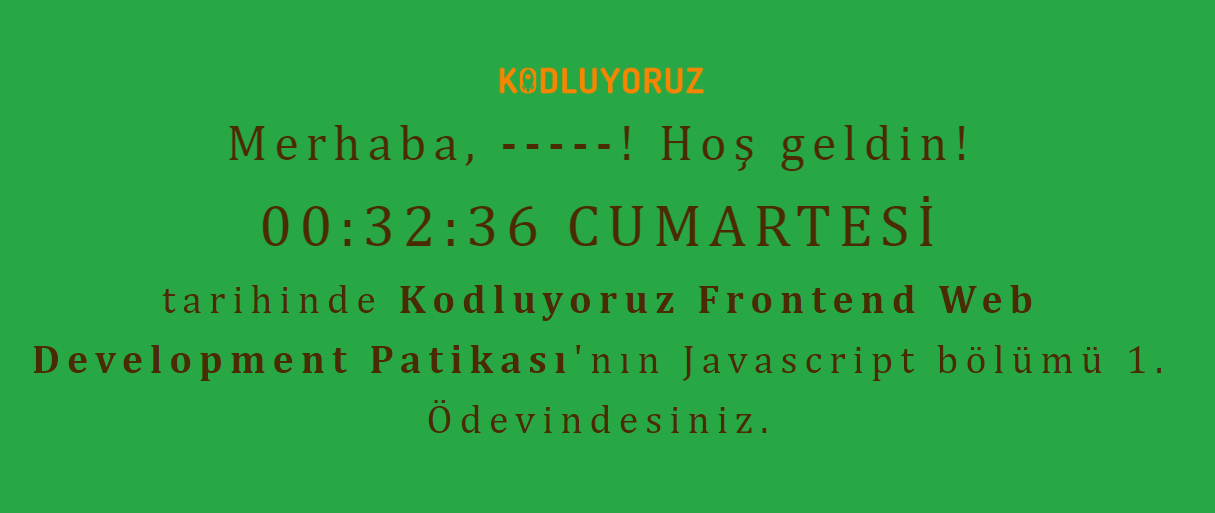 KODLUYORUZ
Merhaba, -----! Hoş geldin!
00:32:36 CUMARTESİ
tarihinde Kodluyoruz Frontend Web
Development Patikası'nın Javascript bölümü 1.
Ödevindesiniz.